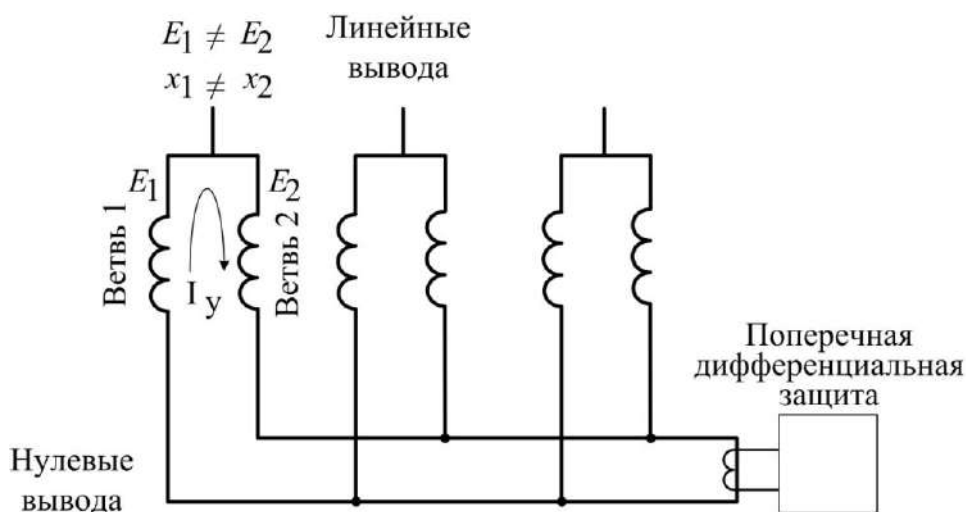 E1 ≠ E2
x1 ≠ x2
Линейные
вывода
E1
E2
Ветвь 1
Iу
Ветвь 2
Поперечная
дифференциальная
защита
Нулевые
вывода